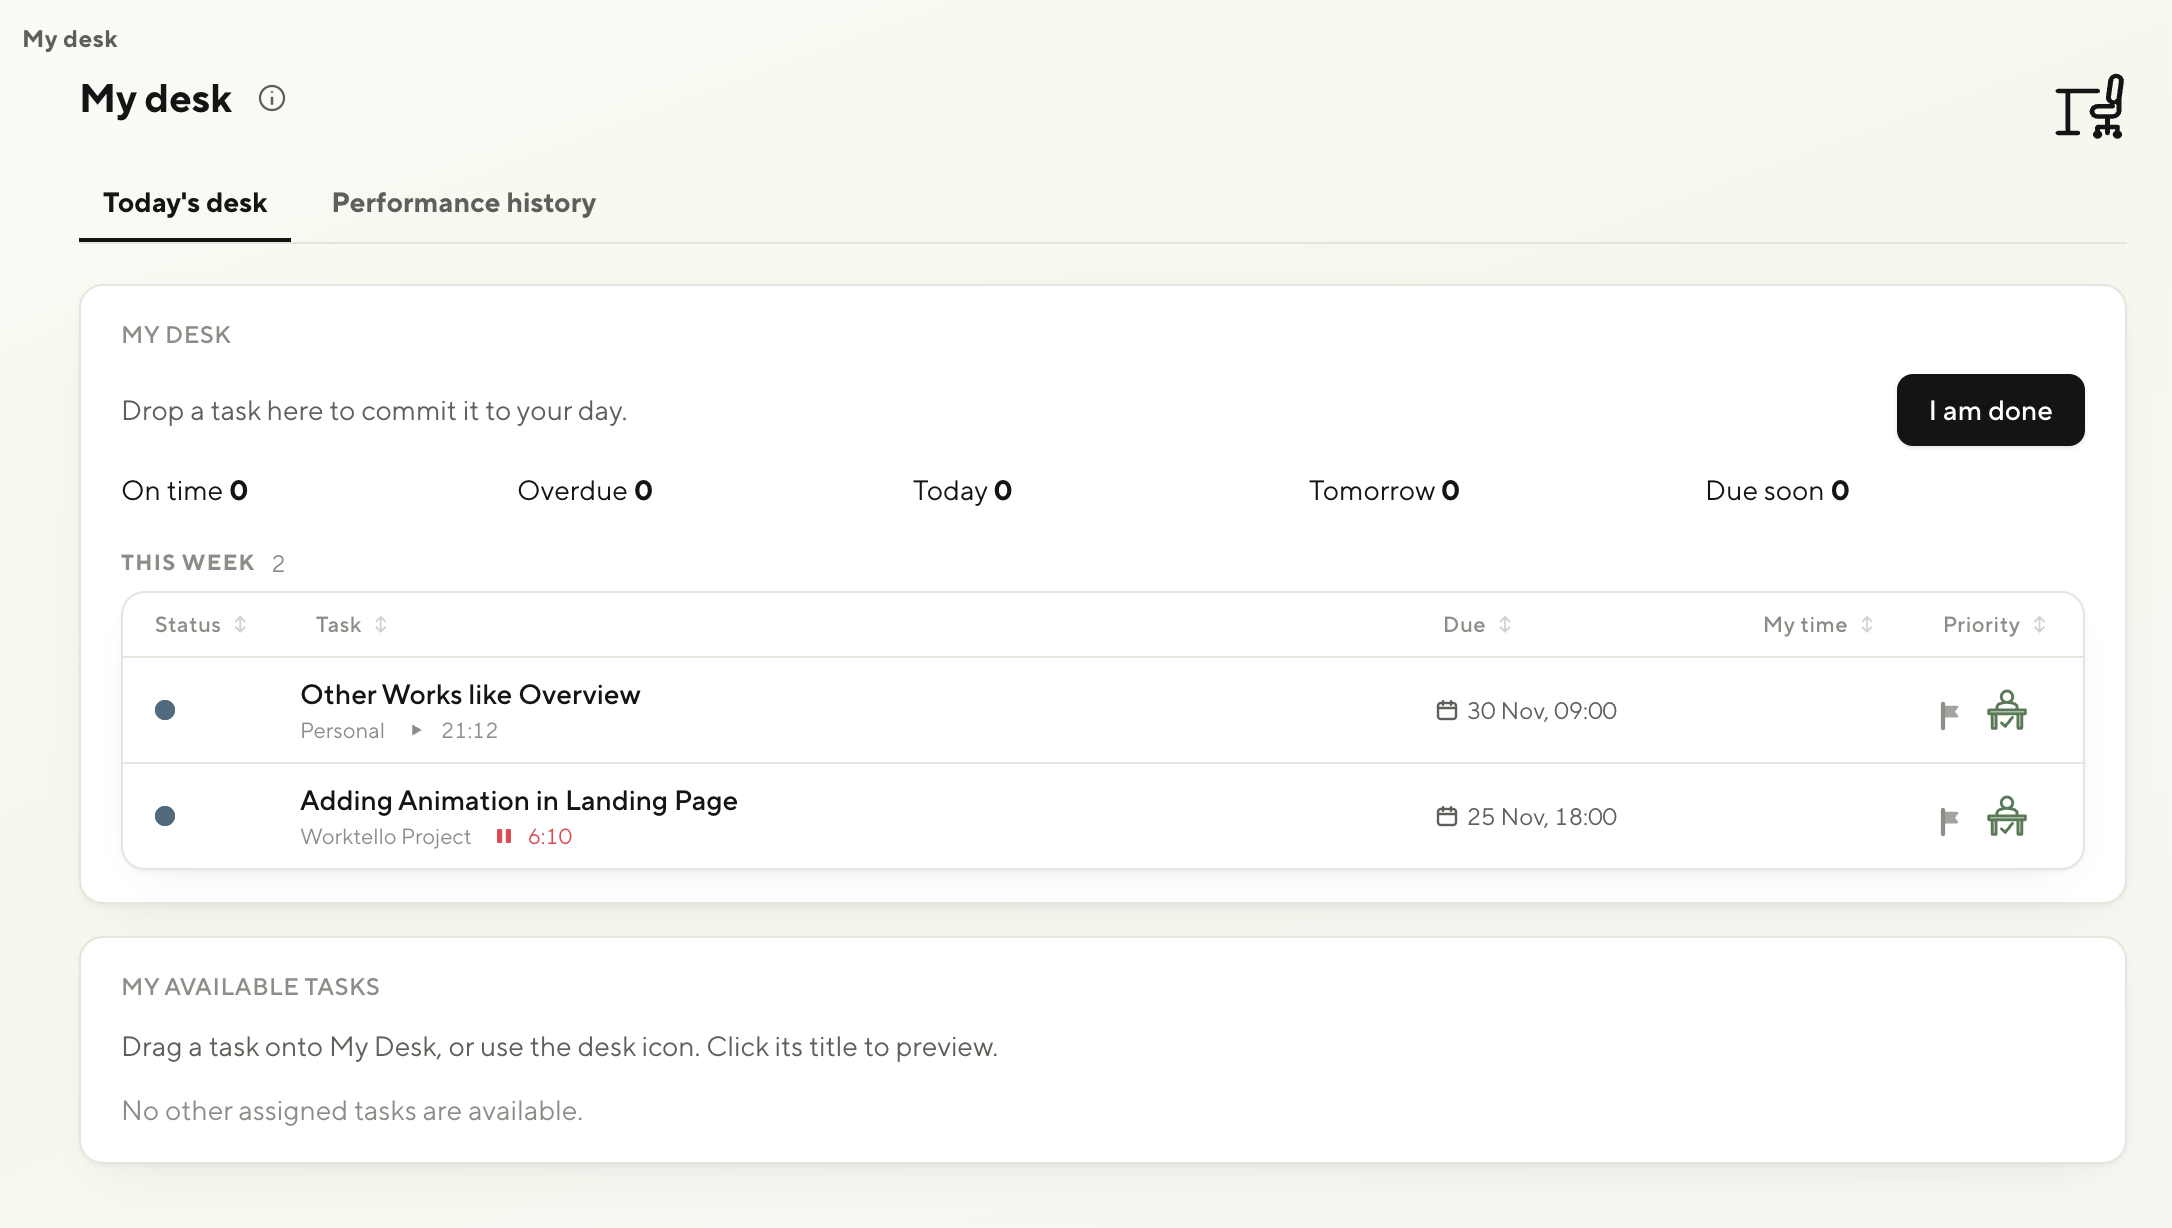 My desk
My desk
Today's desk
Performance history
MY DESK
Drop a task here to commit it to your day.
I am done
On time 0
Overdue 0
Today 0
Tomorrow 0
Due soon 0
THIS WEEK 2
Status
Task
Due
My time
Priority
Other Works like Overview
Personal 21:12
30 Nov, 09:00
Adding Animation in Landing Page
Worktello Project 6:10
25 Nov, 18:00
MY AVAILABLE TASKS
Drag a task onto My Desk, or use the desk icon. Click its title to preview.
No other assigned tasks are available.